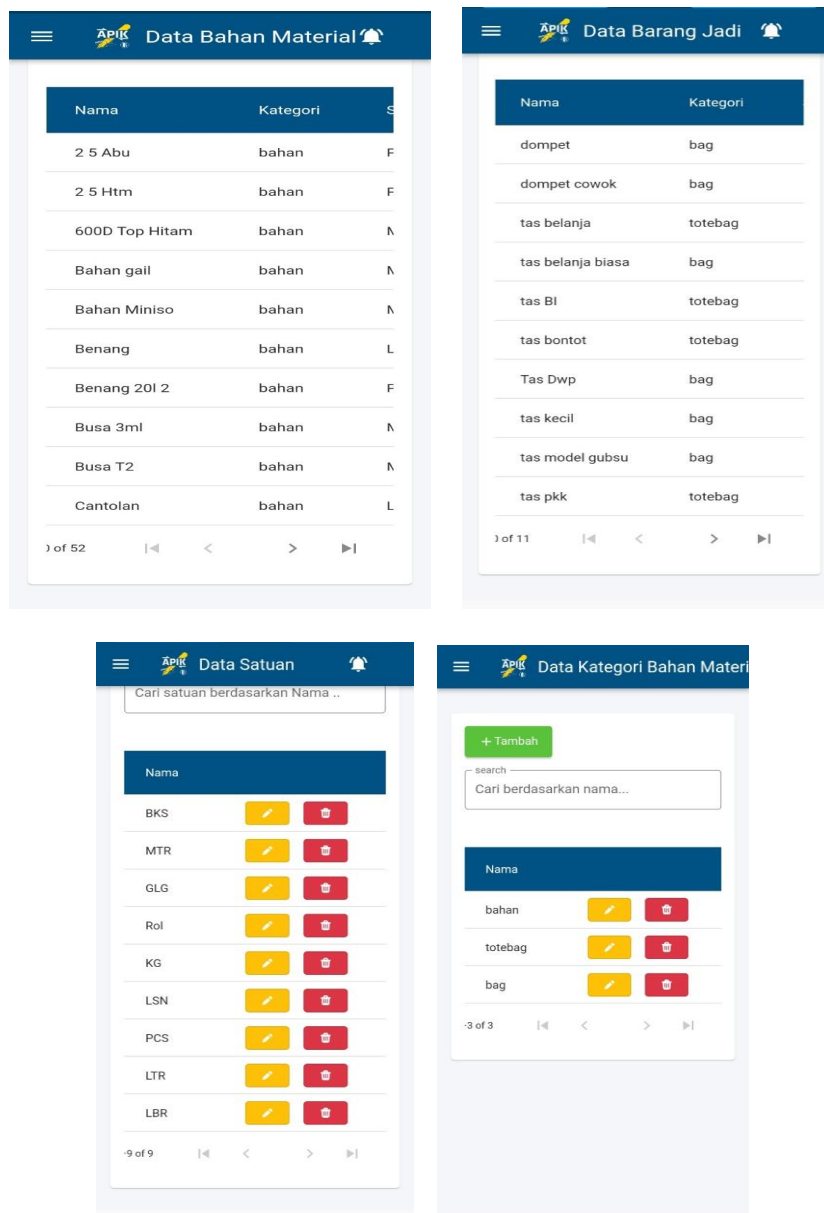 APIK Data Bahan Material
Nama Kategori S
2 5 Abu bahan F
2 5 Htm bahan F
600D Top Hitam bahan
Bahan gail bahan
Bahan Miniso bahan
Benang bahan L
Benang 20l 2 bahan F
Busa 3ml bahan
Busa T2 bahan
Cantolan bahan L
of 52
APIK Data Barang Jadi
Nama Kategori
dompet bag
dompet cowok bag
tas belanja totebag
tas belanja biasa bag
tas BI totebag
tas bontot totebag
Tas Dwp bag
tas kecil bag
tas model gubsu bag
tas pkk totebag
of 11
APIK Data Satuan
Cari satuan berdasarkan Nama ..
Nama
BKS
MTR
GLG
Rol
KG
LSN
PCS
LTR
LBR
-9 of 9
APIK Data Kategori Bahan Materi
+ Tambah
search
Cari berdasarkan nama...
Nama
bahan
totebag
bag
-3 of 3